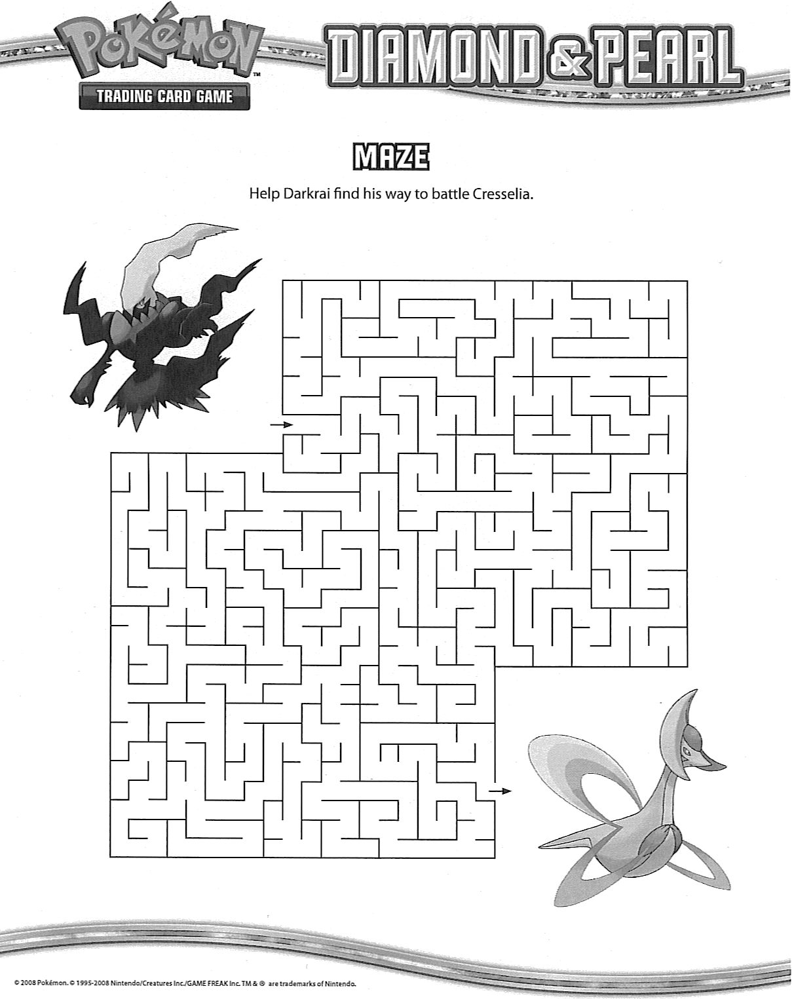 POKéMON™
TRADING CARD GAME
DIAMOND & PEARL
MAZE
Help Darkrai find his way to battle Cresselia.
© 2008 Pokémon. © 1995-2008 Nintendo/Creatures Inc./GAME FREAK Inc. TM & ® are trademarks of Nintendo.